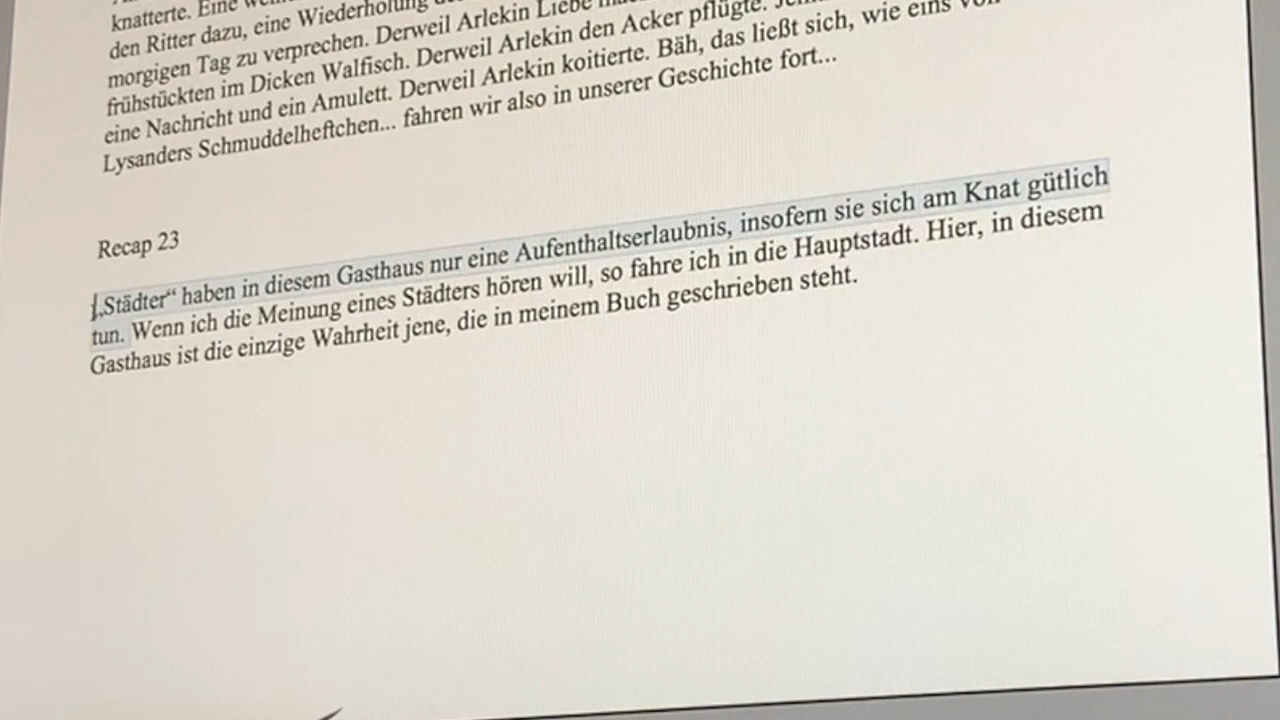 knatterte. Eine
den Ritter dazu, eine Wiederholung
morgigen Tag zu verprechen. Derweil Arlekin Liebe
frühstückten im Dicken Walfisch. Derweil Arlekin den Acker pflügte.
eine Nachricht und ein Amulett. Derweil Arlekin koitierte. Bäh, das ließt sich, wie eins von
Lysanders Schmuddelheftchen... fahren wir also in unserer Geschichte fort...
Recap 23
„Städter“ haben in diesem Gasthaus nur eine Aufenthaltserlaubnis, insofern sie sich am Knat gütlich
tun. Wenn ich die Meinung eines Städters hören will, so fahre ich in die Hauptstadt. Hier, in diesem
Gasthaus ist die einzige Wahrheit jene, die in meinem Buch geschrieben steht.